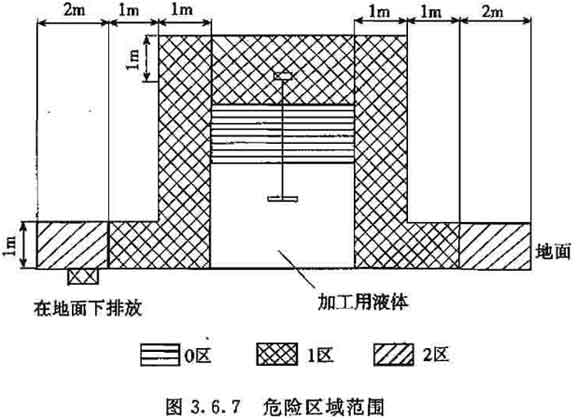 2m 1m 1m 1m 1m 2m
1m
1m
地面
在地面下排放
加工用液体
0区 1区 2区
图 3.6.7 危险区域范围